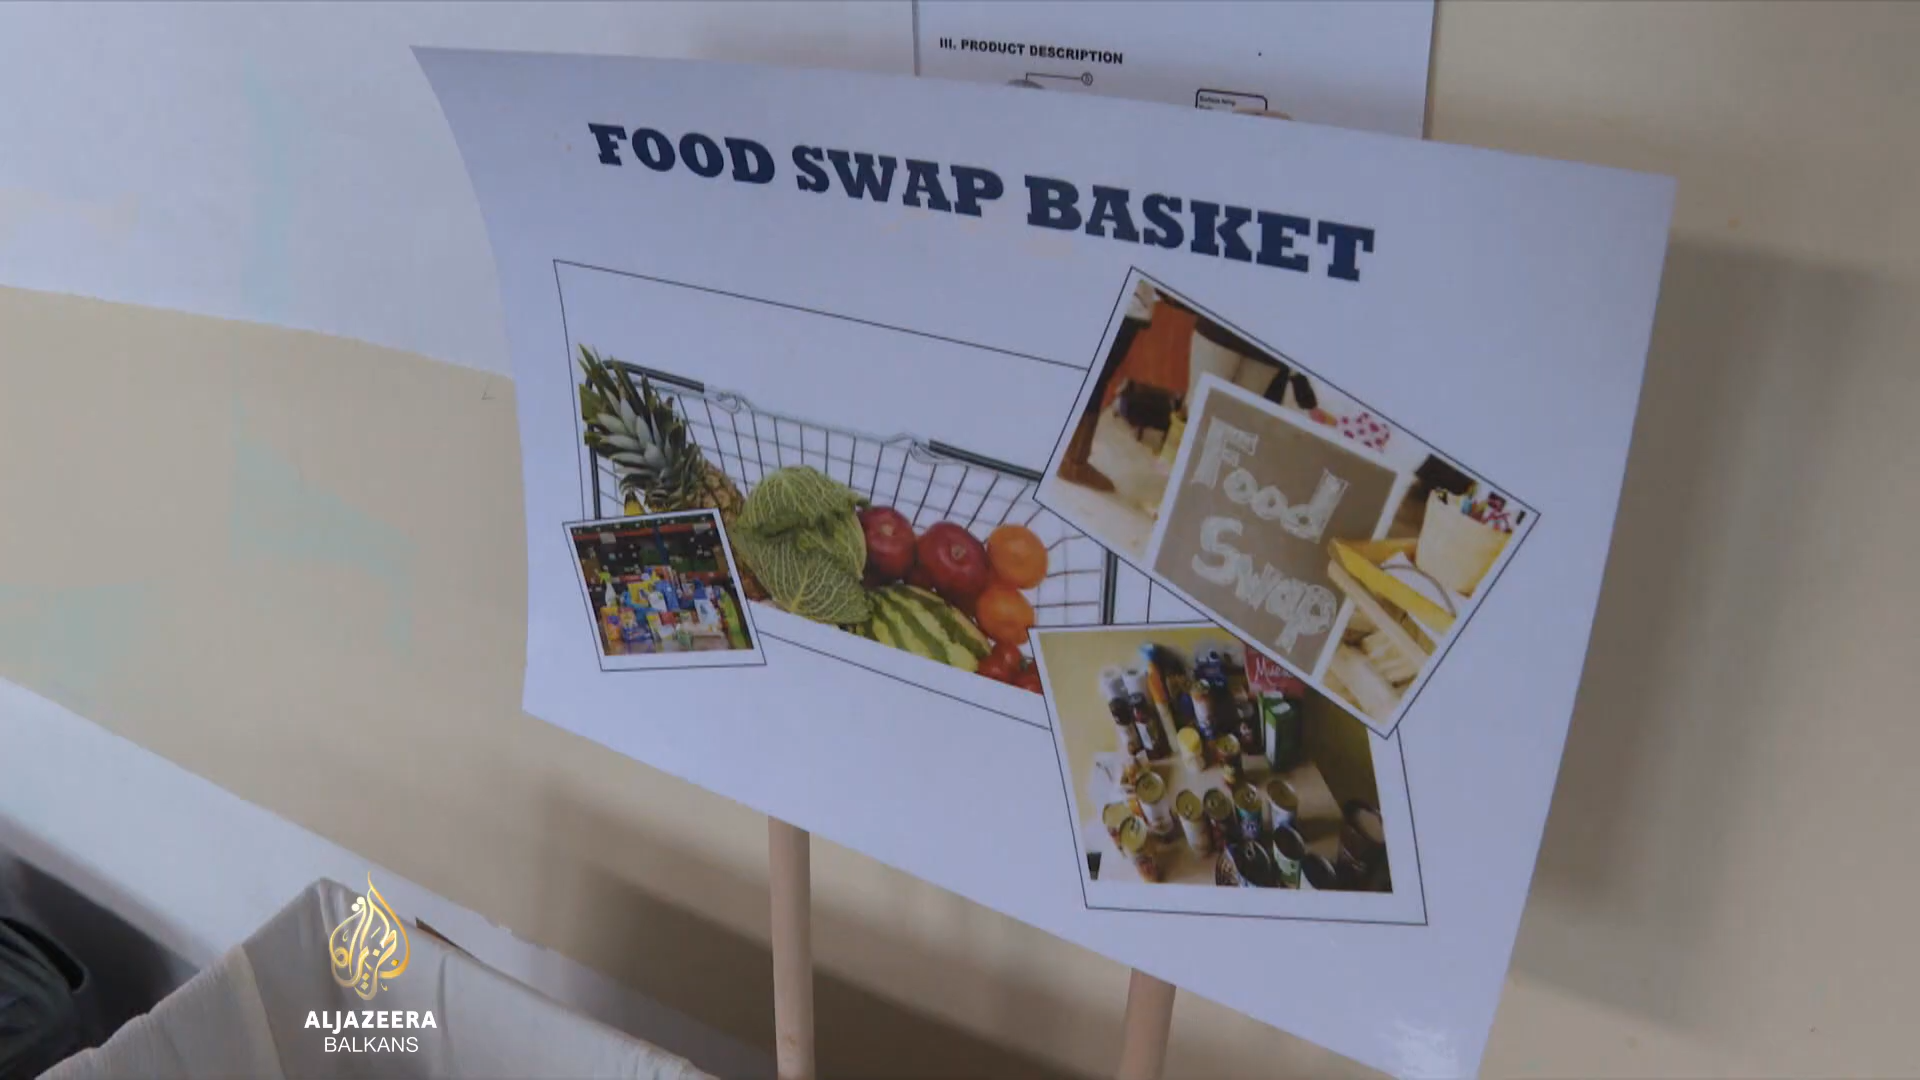 III. PRODUCT DESCRIPTION
FOOD SWAP BASKET
Food
Swap
ALJAZEERA
BALKANS